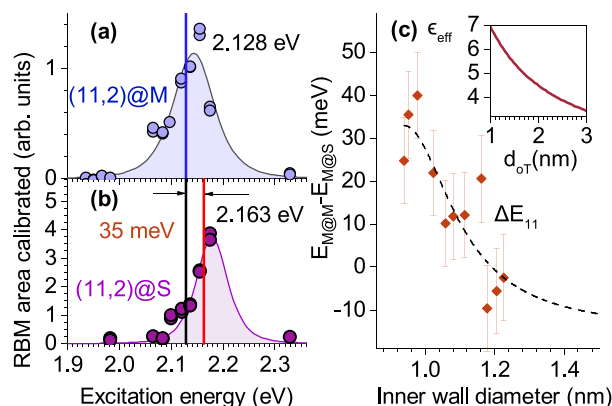 (a)
2.128 eV
(11,2)@M
1
0
(b)
2.163 eV
35 meV
(11,2)@S
5
4
3
2
1
0
RBM area calibrated (arb. units)
1.9 2.0 2.1 2.2 2.3
Excitation energy (eV)
(c)
ϵeff
7
6
5
4
1 2 3
doT(nm)
50
40
30
20
10
0
-10
EM@M-EM@S (meV)
ΔE11
1.0 1.2 1.4
Inner wall diameter (nm)